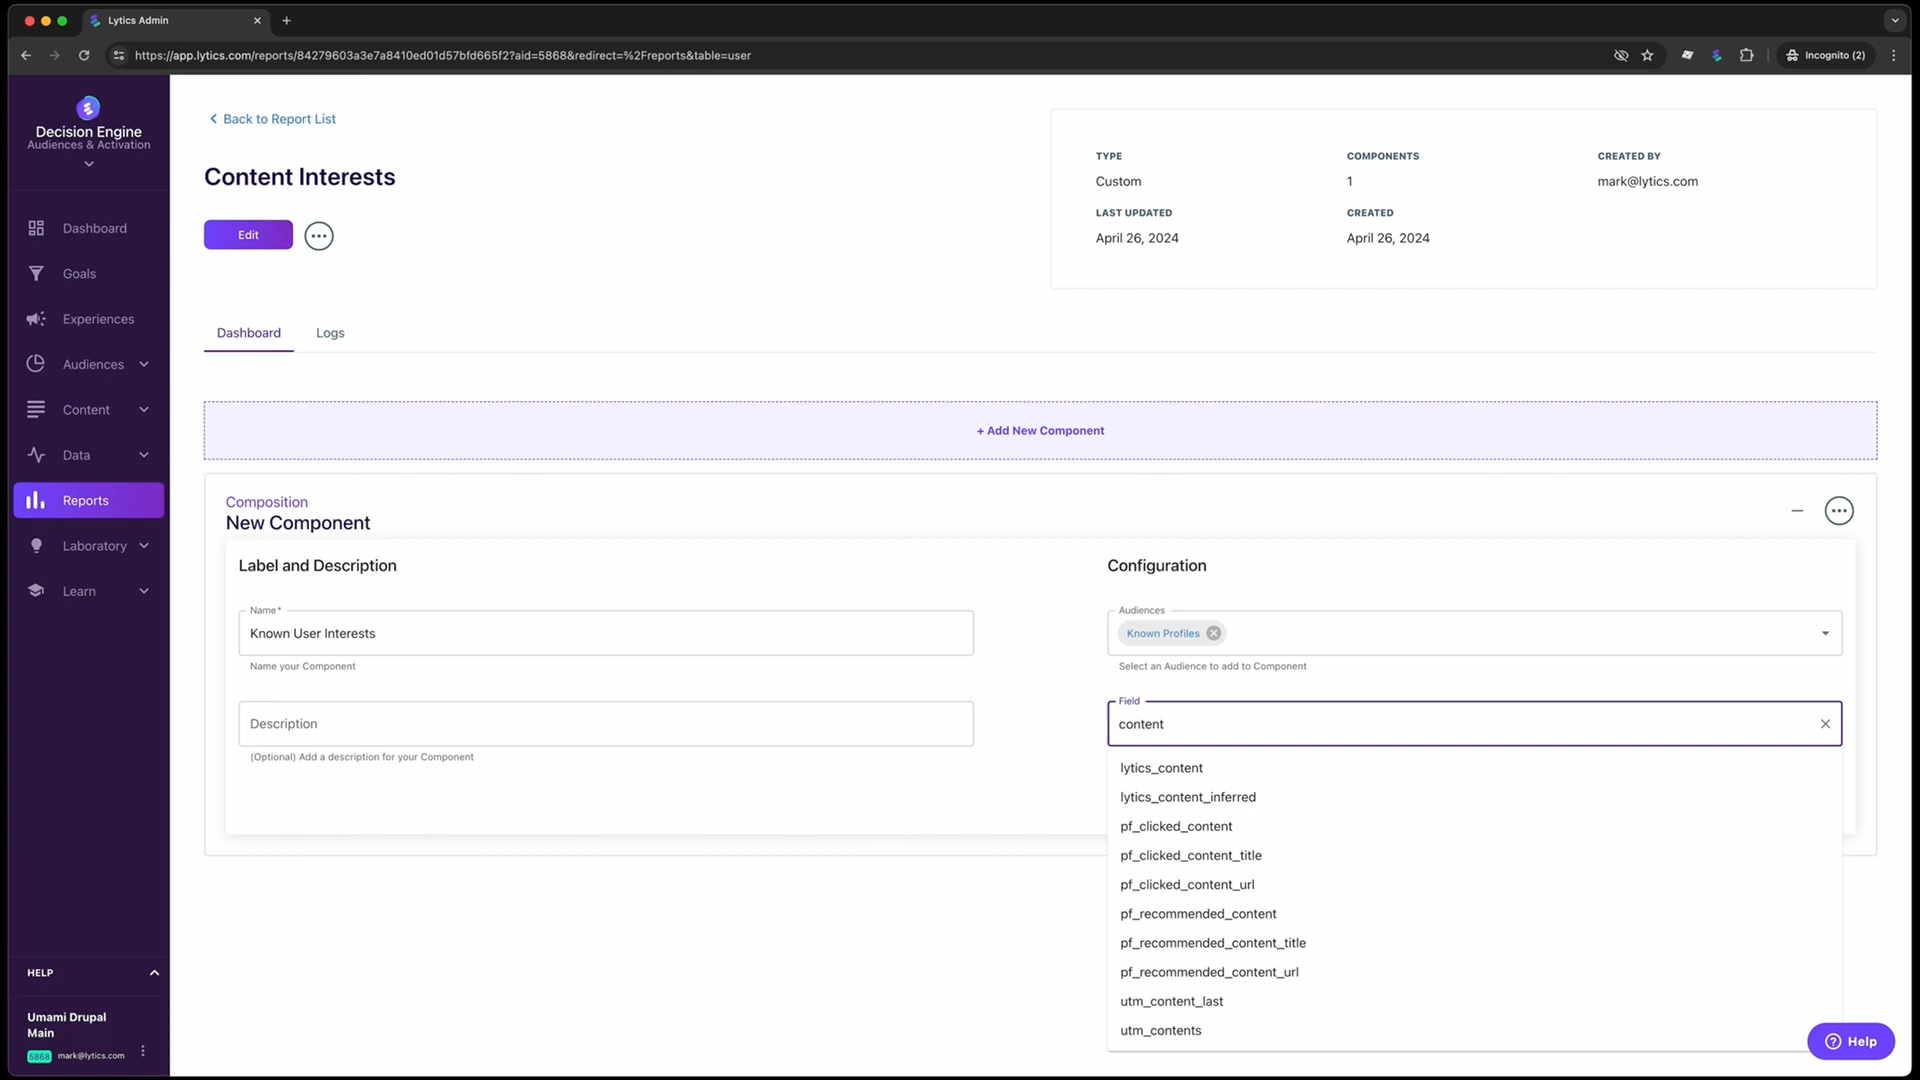 Lytics Admin
https://app.lytics.com/reports/84279603a3e7a8410ed01d57bfd665f2?aid=5868&redirect=%2Freports&table=user
Incognito (2)
Decision Engine
Audiences & Activation
Dashboard
Goals
Experiences
Audiences
Content
Data
Reports
Laboratory
Learn
HELP
Umami Drupal
Main
5868 mark@lytics.com
Back to Report List
Content Interests
Edit
TYPE
Custom
COMPONENTS
1
CREATED BY
mark@lytics.com
LAST UPDATED
April 26, 2024
CREATED
April 26, 2024
Dashboard
Logs
+ Add New Component
Composition
New Component
Label and Description
Name*
Known User Interests
Name your Component
Description
(Optional) Add a description for your Component
Configuration
Audiences
Known Profiles
Select an Audience to add to Component
Field
content
lytics_content
lytics_content_inferred
pf_clicked_content
pf_clicked_content_title
pf_clicked_content_url
pf_recommended_content
pf_recommended_content_title
pf_recommended_content_url
utm_content_last
utm_contents
Help